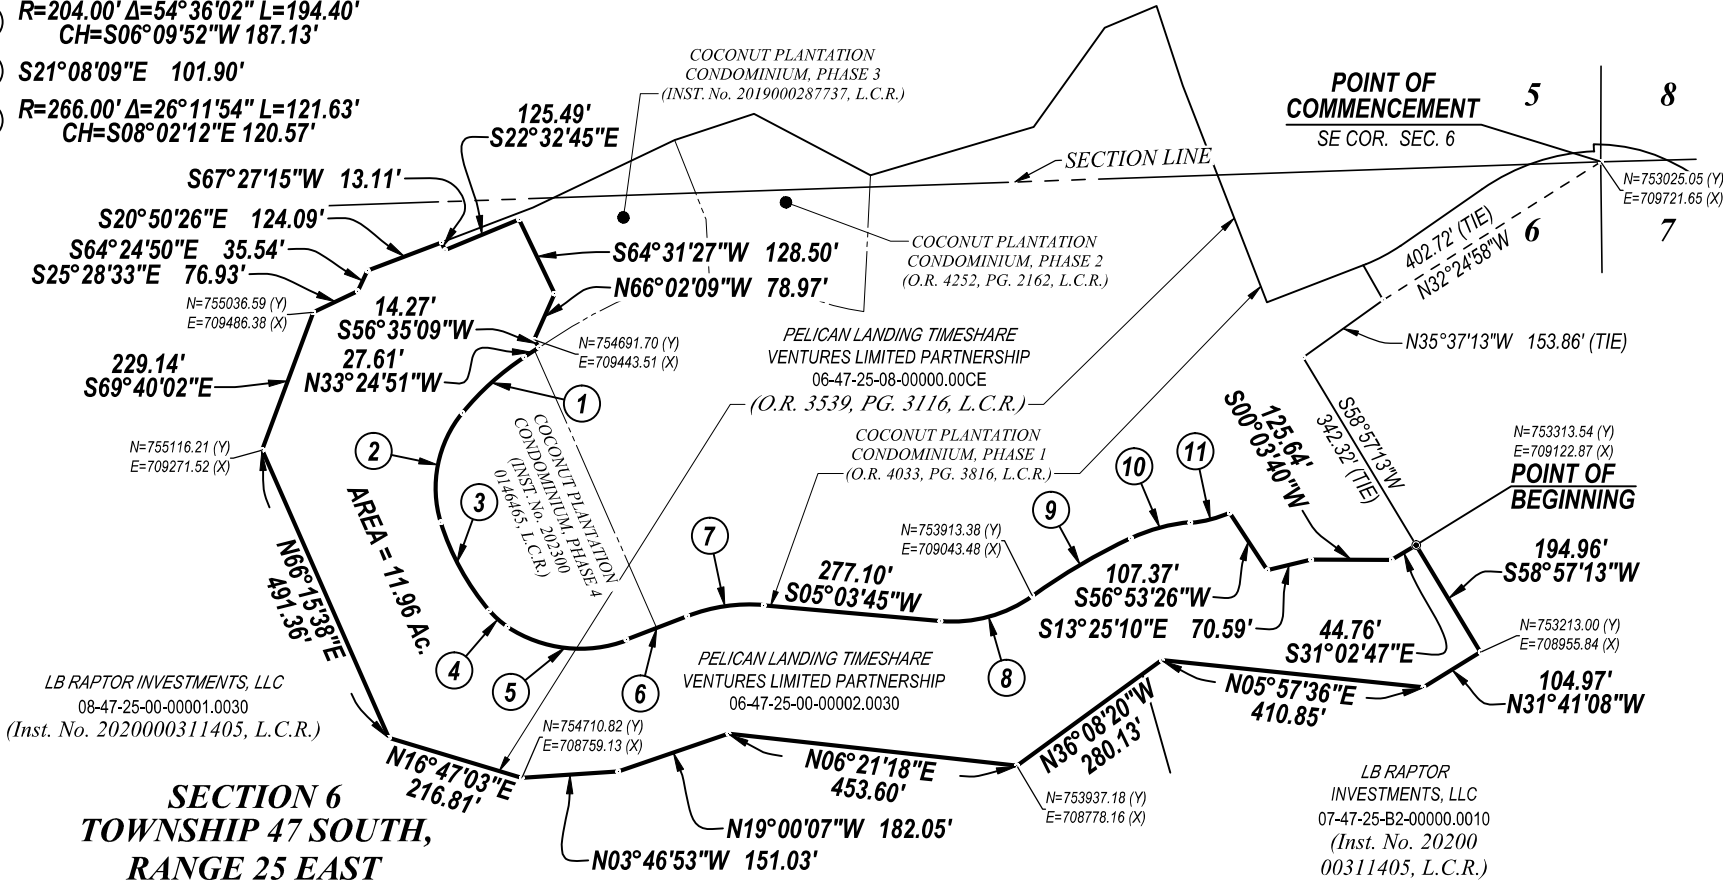 R=204.00' Δ=54°36'02" L=194.40'
CH=S06°09'52"W 187.13'
S21°08'09"E 101.90'
R=266.00' Δ=26°11'54" L=121.63'
CH=S08°02'12"E 120.57'
COCONUT PLANTATION
CONDOMINIUM, PHASE 3
(INST. No. 2019000287737, L.C.R.)
125.49'
S22°32'45"E
POINT OF
COMMENCEMENT
SE COR. SEC. 6
5
8
SECTION LINE
N=753025.05 (Y)
E=709721.65 (X)
6
7
402.72' (TIE)
N32°24'58"W
S67°27'15"W 13.11'
S20°50'26"E 124.09'
S64°24'50"E 35.54'
S25°28'33"E 76.93'
S64°31'27"W 128.50'
N66°02'09"W 78.97'
COCONUT PLANTATION
CONDOMINIUM, PHASE 2
(O.R. 4252, PG. 2162, L.C.R.)
N=755036.59 (Y)
E=709486.38 (X)
14.27'
S56°35'09"W
27.61'
N33°24'51"W
N=754691.70 (Y)
E=709443.51 (X)
PELICAN LANDING TIMESHARE
VENTURES LIMITED PARTNERSHIP
06-47-25-08-00000.00CE
(O.R. 3539, PG. 3116, L.C.R.)
N35°37'13"W 153.86' (TIE)
229.14'
S69°40'02"E
1
COCONUT PLANTATION
CONDOMINIUM, PHASE 4
(INST. No. 202300
0146465, L.C.R.)
COCONUT PLANTATION
CONDOMINIUM, PHASE 1
(O.R. 4033, PG. 3816, L.C.R.)
125.64'
S00°03'40"W
S58°57'13"W
342.32' (TIE)
N=753313.54 (Y)
E=709122.87 (X)
POINT OF
BEGINNING
N=755116.21 (Y)
E=709271.52 (X)
2
3
AREA = 11.96 Ac.
7
9
10
11
N=753913.38 (Y)
E=709043.48 (X)
277.10'
S05°03'45"W
107.37'
S56°53'26"W
S13°25'10"E 70.59'
44.76'
S31°02'47"E
194.96'
S58°57'13"W
N=753213.00 (Y)
E=708955.84 (X)
N66°15'38"E
491.36'
4
5
6
8
PELICAN LANDING TIMESHARE
VENTURES LIMITED PARTNERSHIP
06-47-25-00-00002.0030
N05°57'36"E
410.85'
104.97'
N31°41'08"W
LB RAPTOR INVESTMENTS, LLC
08-47-25-00-00001.0030
(Inst. No. 2020000311405, L.C.R.)
N=754710.82 (Y)
E=708759.13 (X)
N16°47'03"E
216.81'
N06°21'18"E
453.60'
N36°08'20"W
280.13'
N=753937.18 (Y)
E=708778.16 (X)
LB RAPTOR
INVESTMENTS, LLC
07-47-25-B2-00000.0010
(Inst. No. 20200
00311405, L.C.R.)
N19°00'07"W 182.05'
N03°46'53"W 151.03'
SECTION 6
TOWNSHIP 47 SOUTH,
RANGE 25 EAST